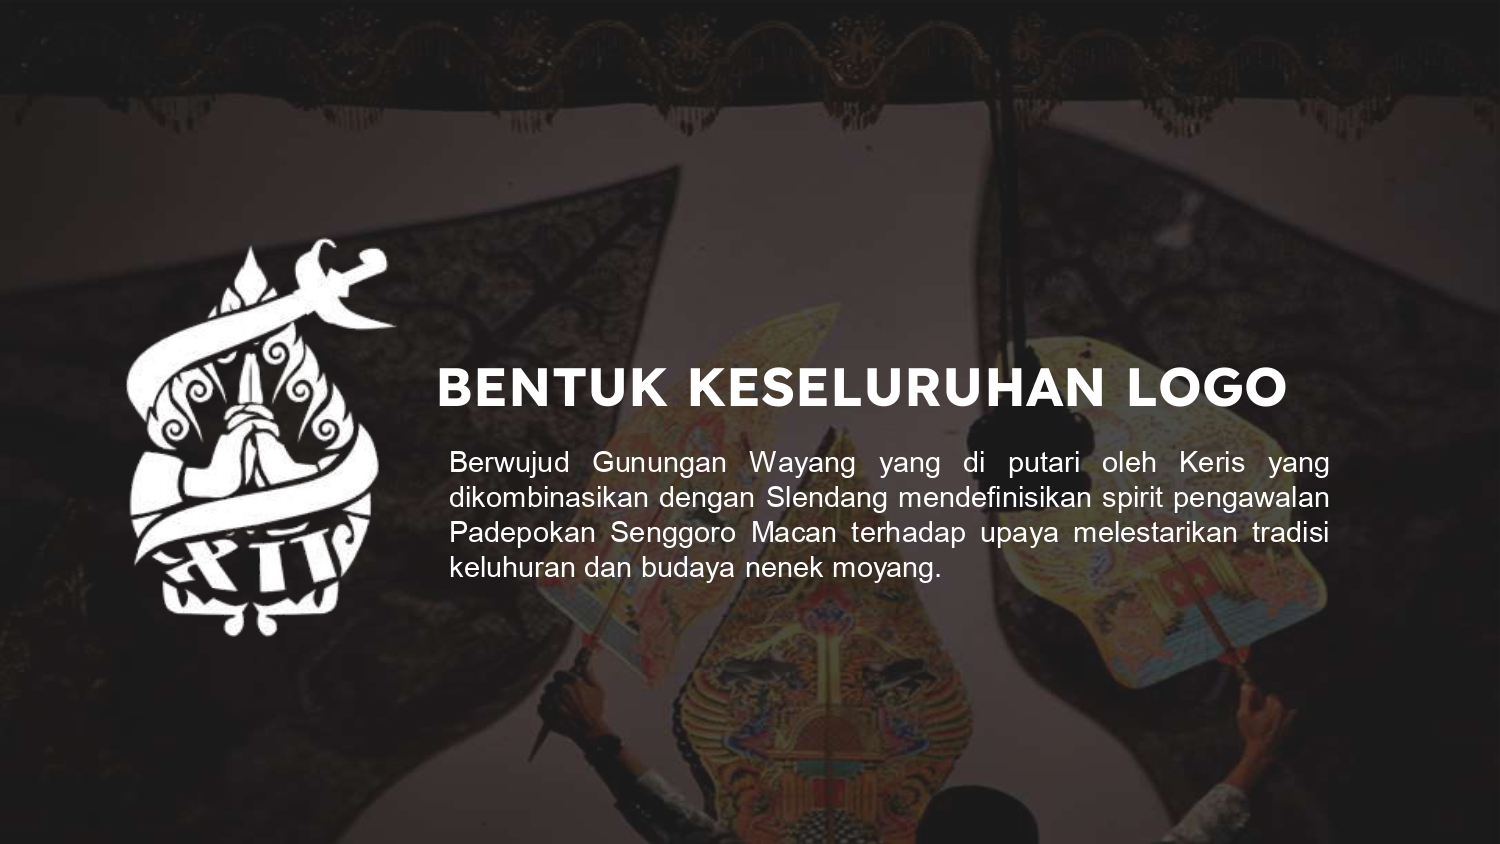 XII
BENTUK KESELURUHAN LOGO
Berwujud Gunungan Wayang yang di putari oleh Keris yang
dikombinasikan dengan Slendang mendefinisikan spirit pengawalan
Padepokan Senggoro Macan terhadap upaya melestarikan tradisi
keluhuran dan budaya nenek moyang.